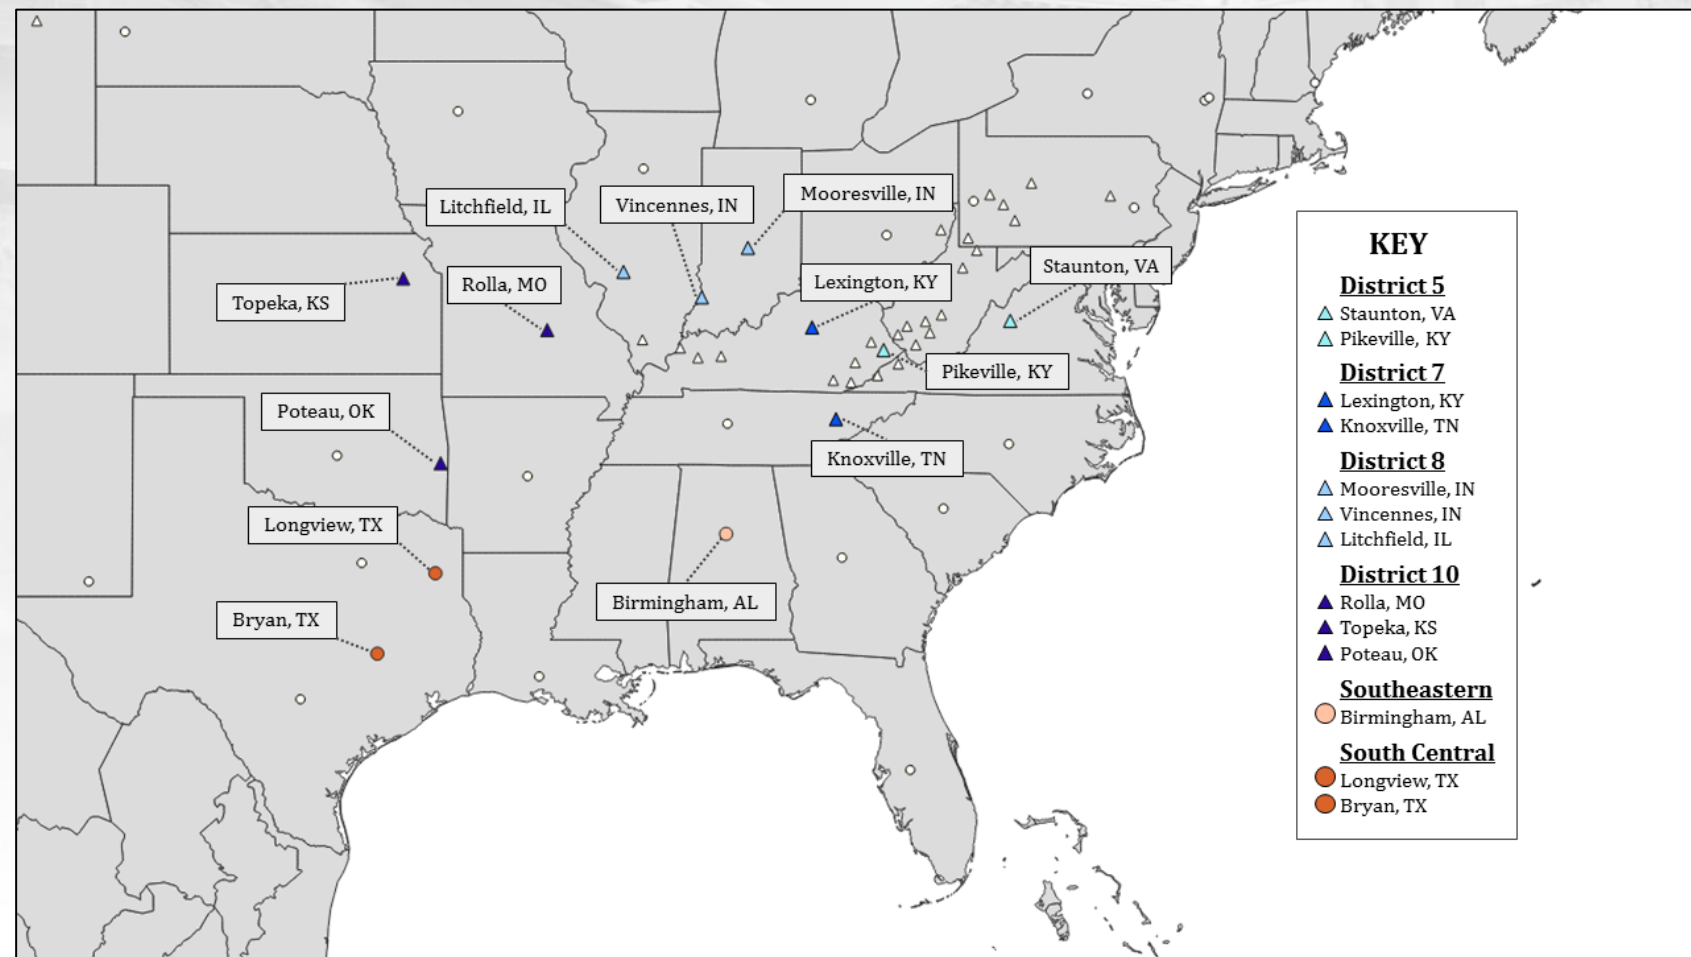 Litchfield, IL
Vincennes, IN
Mooresville, IN
Topeka, KS
Rolla, MO
Lexington, KY
Staunton, VA
Pikeville, KY
Poteau, OK
Knoxville, TN
Longview, TX
Birmingham, AL
Bryan, TX
KEY
District 5
Staunton, VA
Pikeville, KY
District 7
Lexington, KY
Knoxville, TN
District 8
Mooresville, IN
Vincennes, IN
Litchfield, IL
District 10
Rolla, MO
Topeka, KS
Poteau, OK
Southeastern
Birmingham, AL
South Central
Longview, TX
Bryan, TX